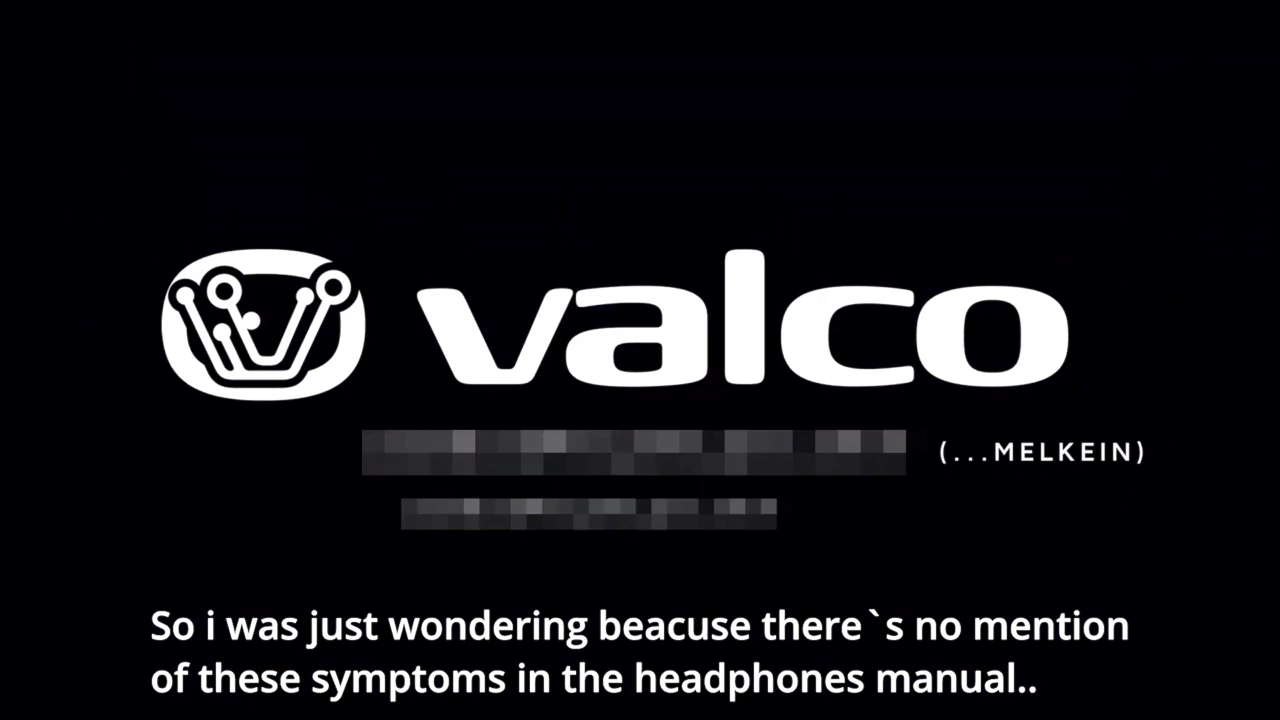 valco
(...MELKEIN)
So i was just wondering beacuse there`s no mention
of these symptoms in the headphones manual..